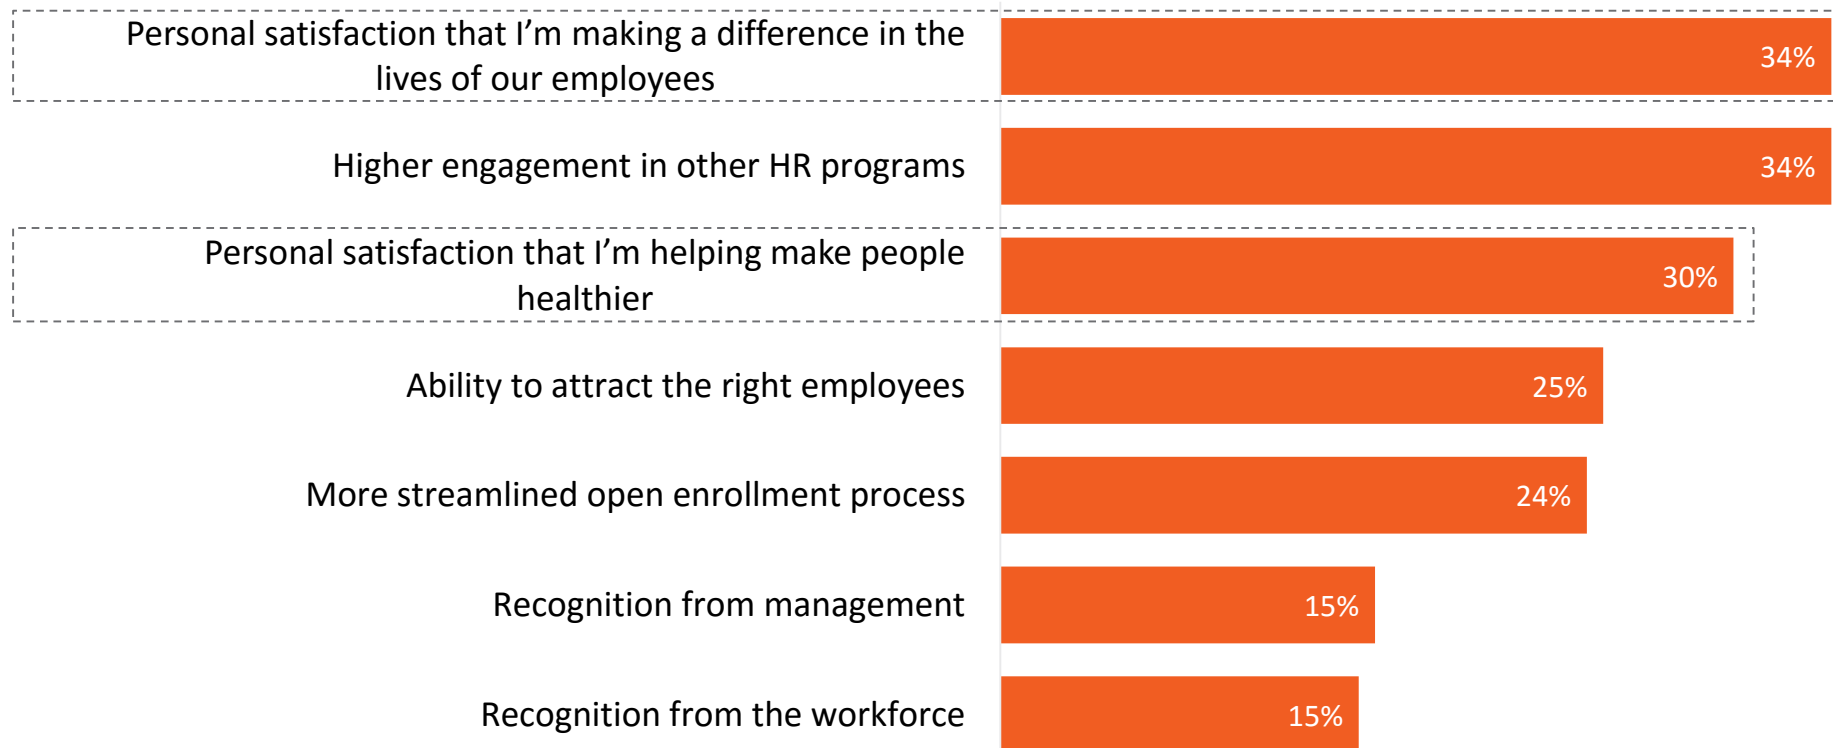 Personal satisfaction that I’m making a difference in the
lives of our employees
34%
Higher engagement in other HR programs
34%
Personal satisfaction that I’m helping make people
healthier
30%
Ability to attract the right employees
25%
More streamlined open enrollment process
24%
Recognition from management
15%
Recognition from the workforce
15%